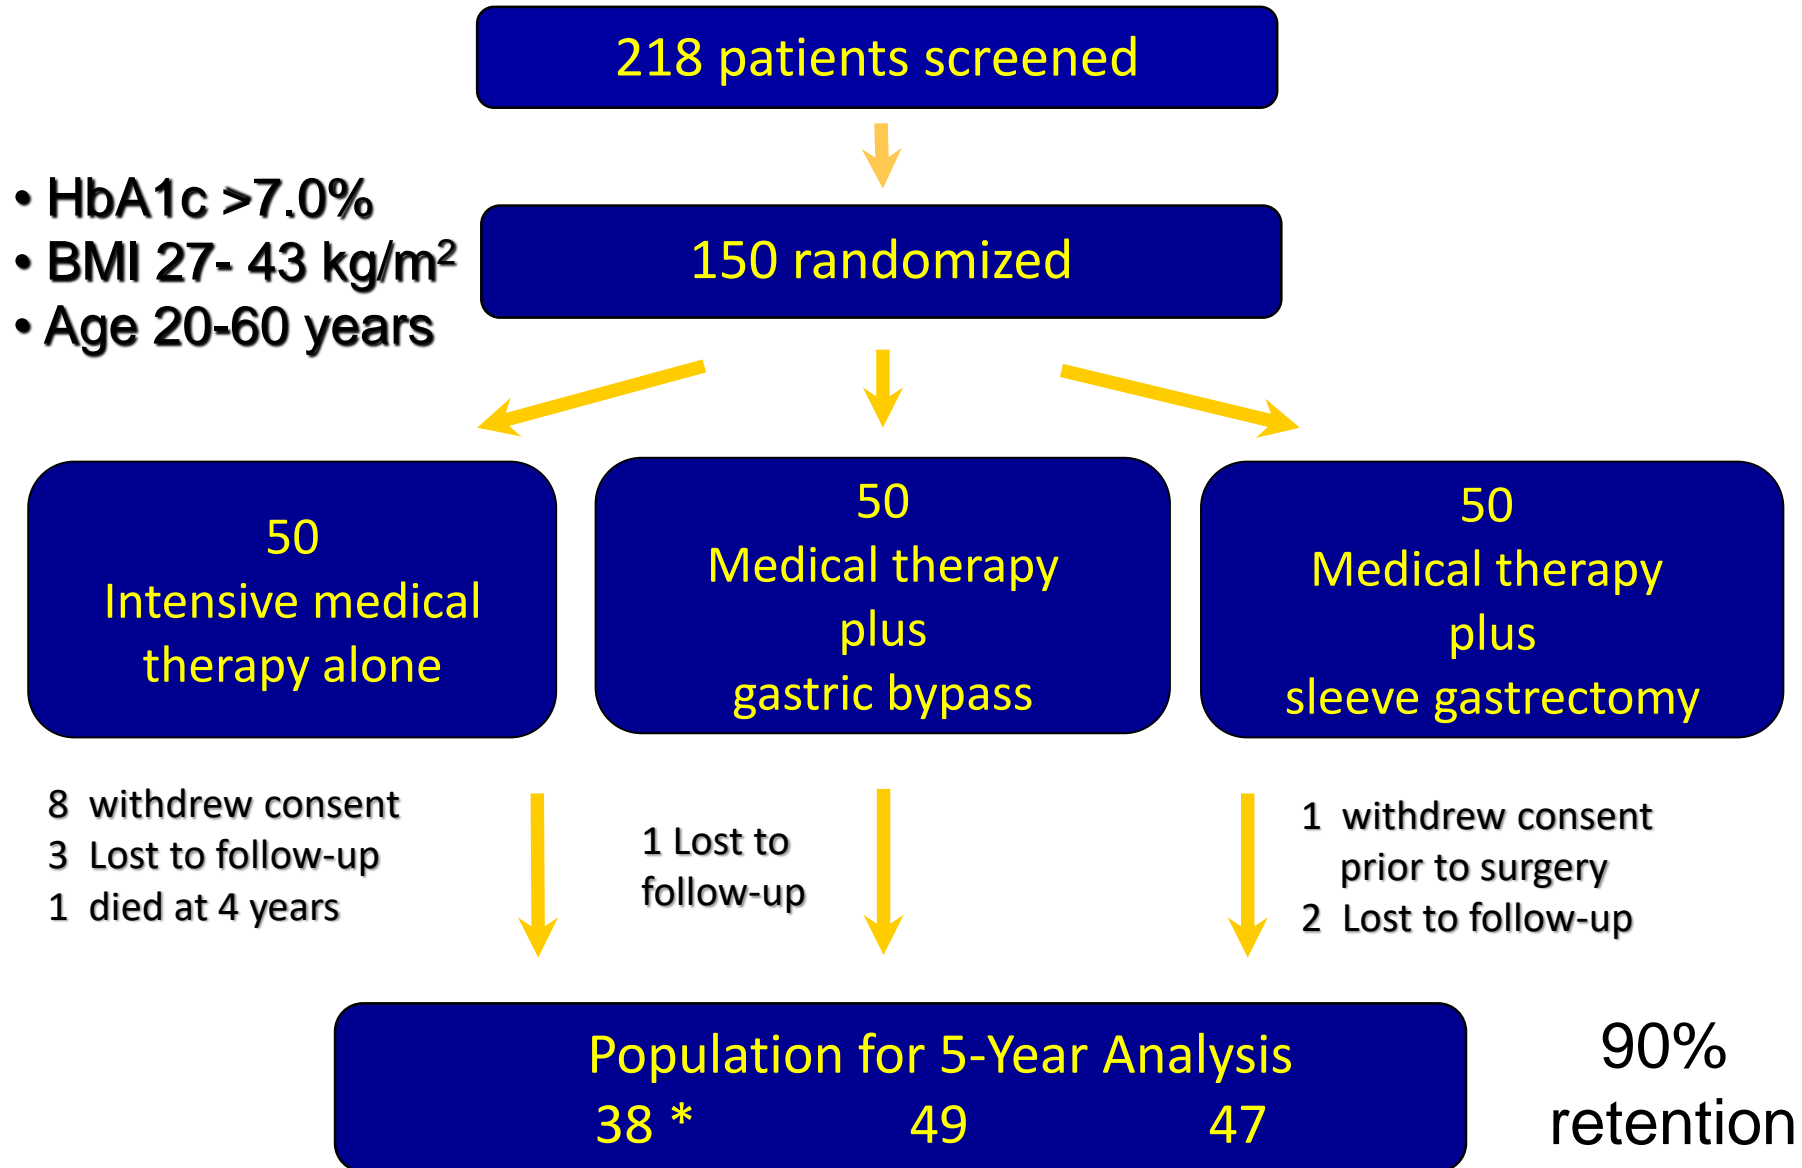 218 patients screened
• HbA1c >7.0%
• BMI 27- 43 kg/m²
• Age 20-60 years
150 randomized
50
Intensive medical
therapy alone
50
Medical therapy
plus
gastric bypass
50
Medical therapy
plus
sleeve gastrectomy
8 withdrew consent
3 Lost to follow-up
1 died at 4 years
1 Lost to
follow-up
1 withdrew consent
prior to surgery
2 Lost to follow-up
Population for 5-Year Analysis
38 * 49 47
90%
retention